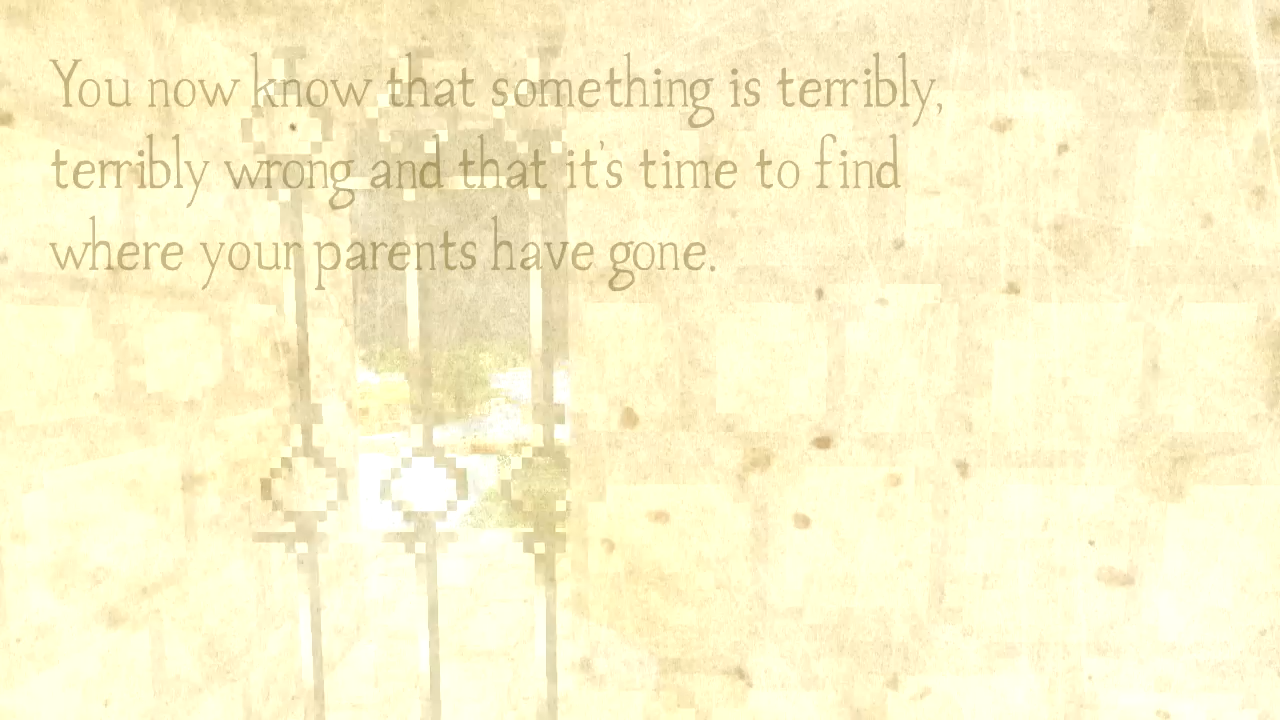 You now know that something is terribly,
terribly wrong and that it's time to find
where your parents have gone.